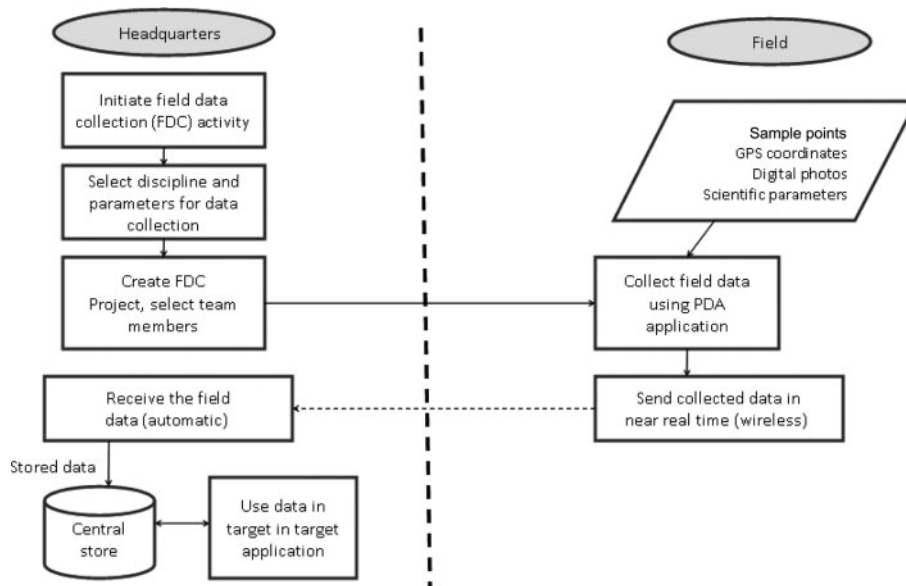 Headquarters
Initiate field data
collection (FDC) activity
Select discipline and
parameters for data
collection
Create FDC
Project, select team
members
Receive the field
data (automatic)
Stored data
Central
store
Use data in
target in target
application
Field
Sample points
GPS coordinates
Digital photos
Scientific parameters
Collect field data
using PDA
application
Send collected data in
near real time (wireless)